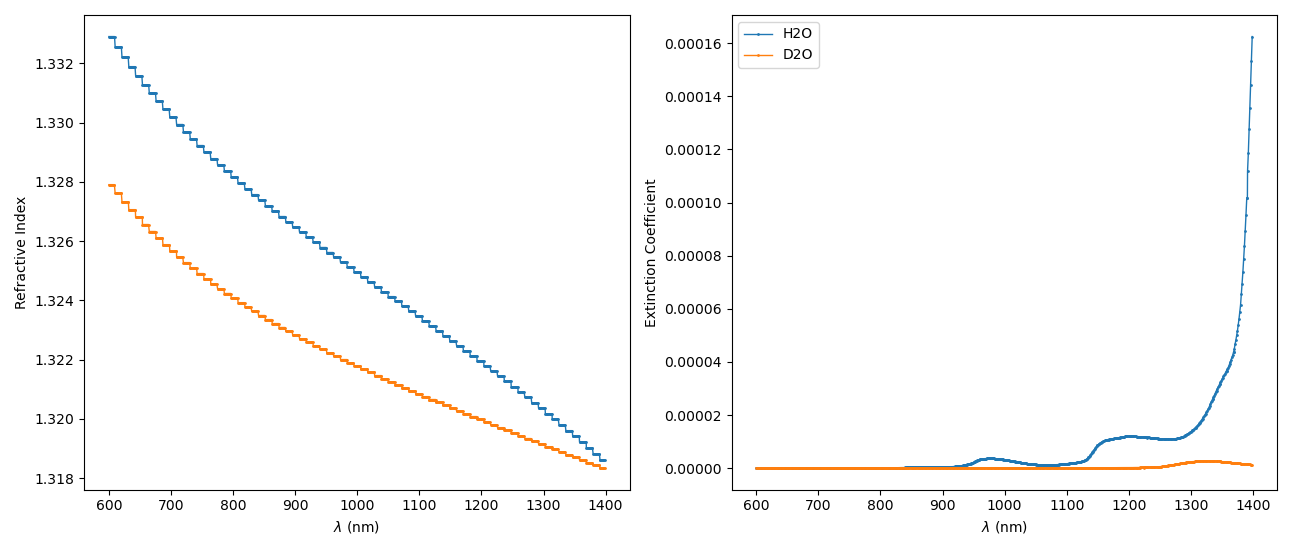 1.332
1.330
1.328
1.326
1.324
1.322
1.320
1.318
Refractive Index
600 700 800 900 1000 1100 1200 1300 1400
λ (nm)
H2O
D2O
0.00016
0.00014
0.00012
0.00010
0.00008
0.00006
0.00004
0.00002
0.00000
Extinction Coefficient
600 700 800 900 1000 1100 1200 1300 1400
λ (nm)